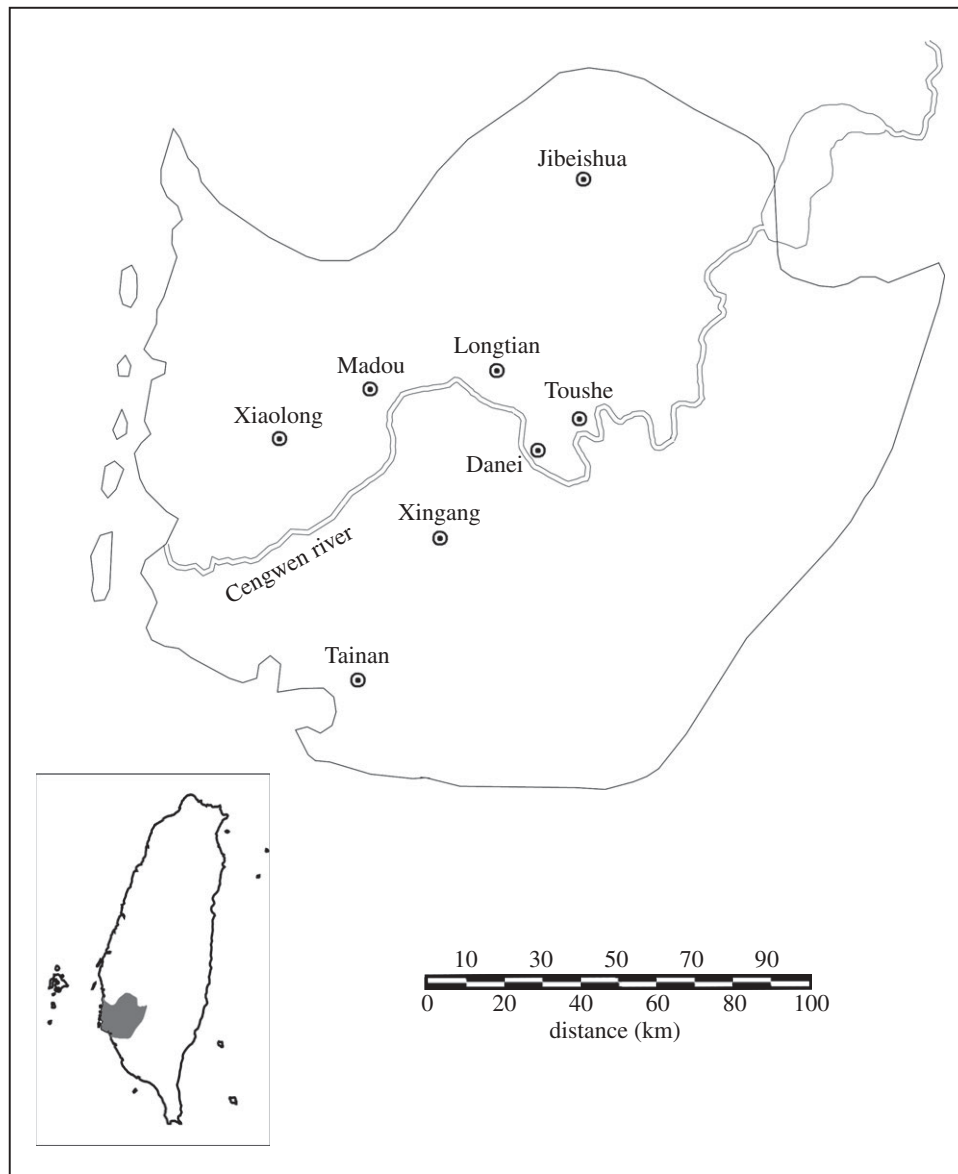 Jibeishua
Longtian
Madou
Toushe
Xiaolong
Danei
Xingang
Cengwen river
Tainan
10 30 50 70 90
0 20 40 60 80 100
distance (km)